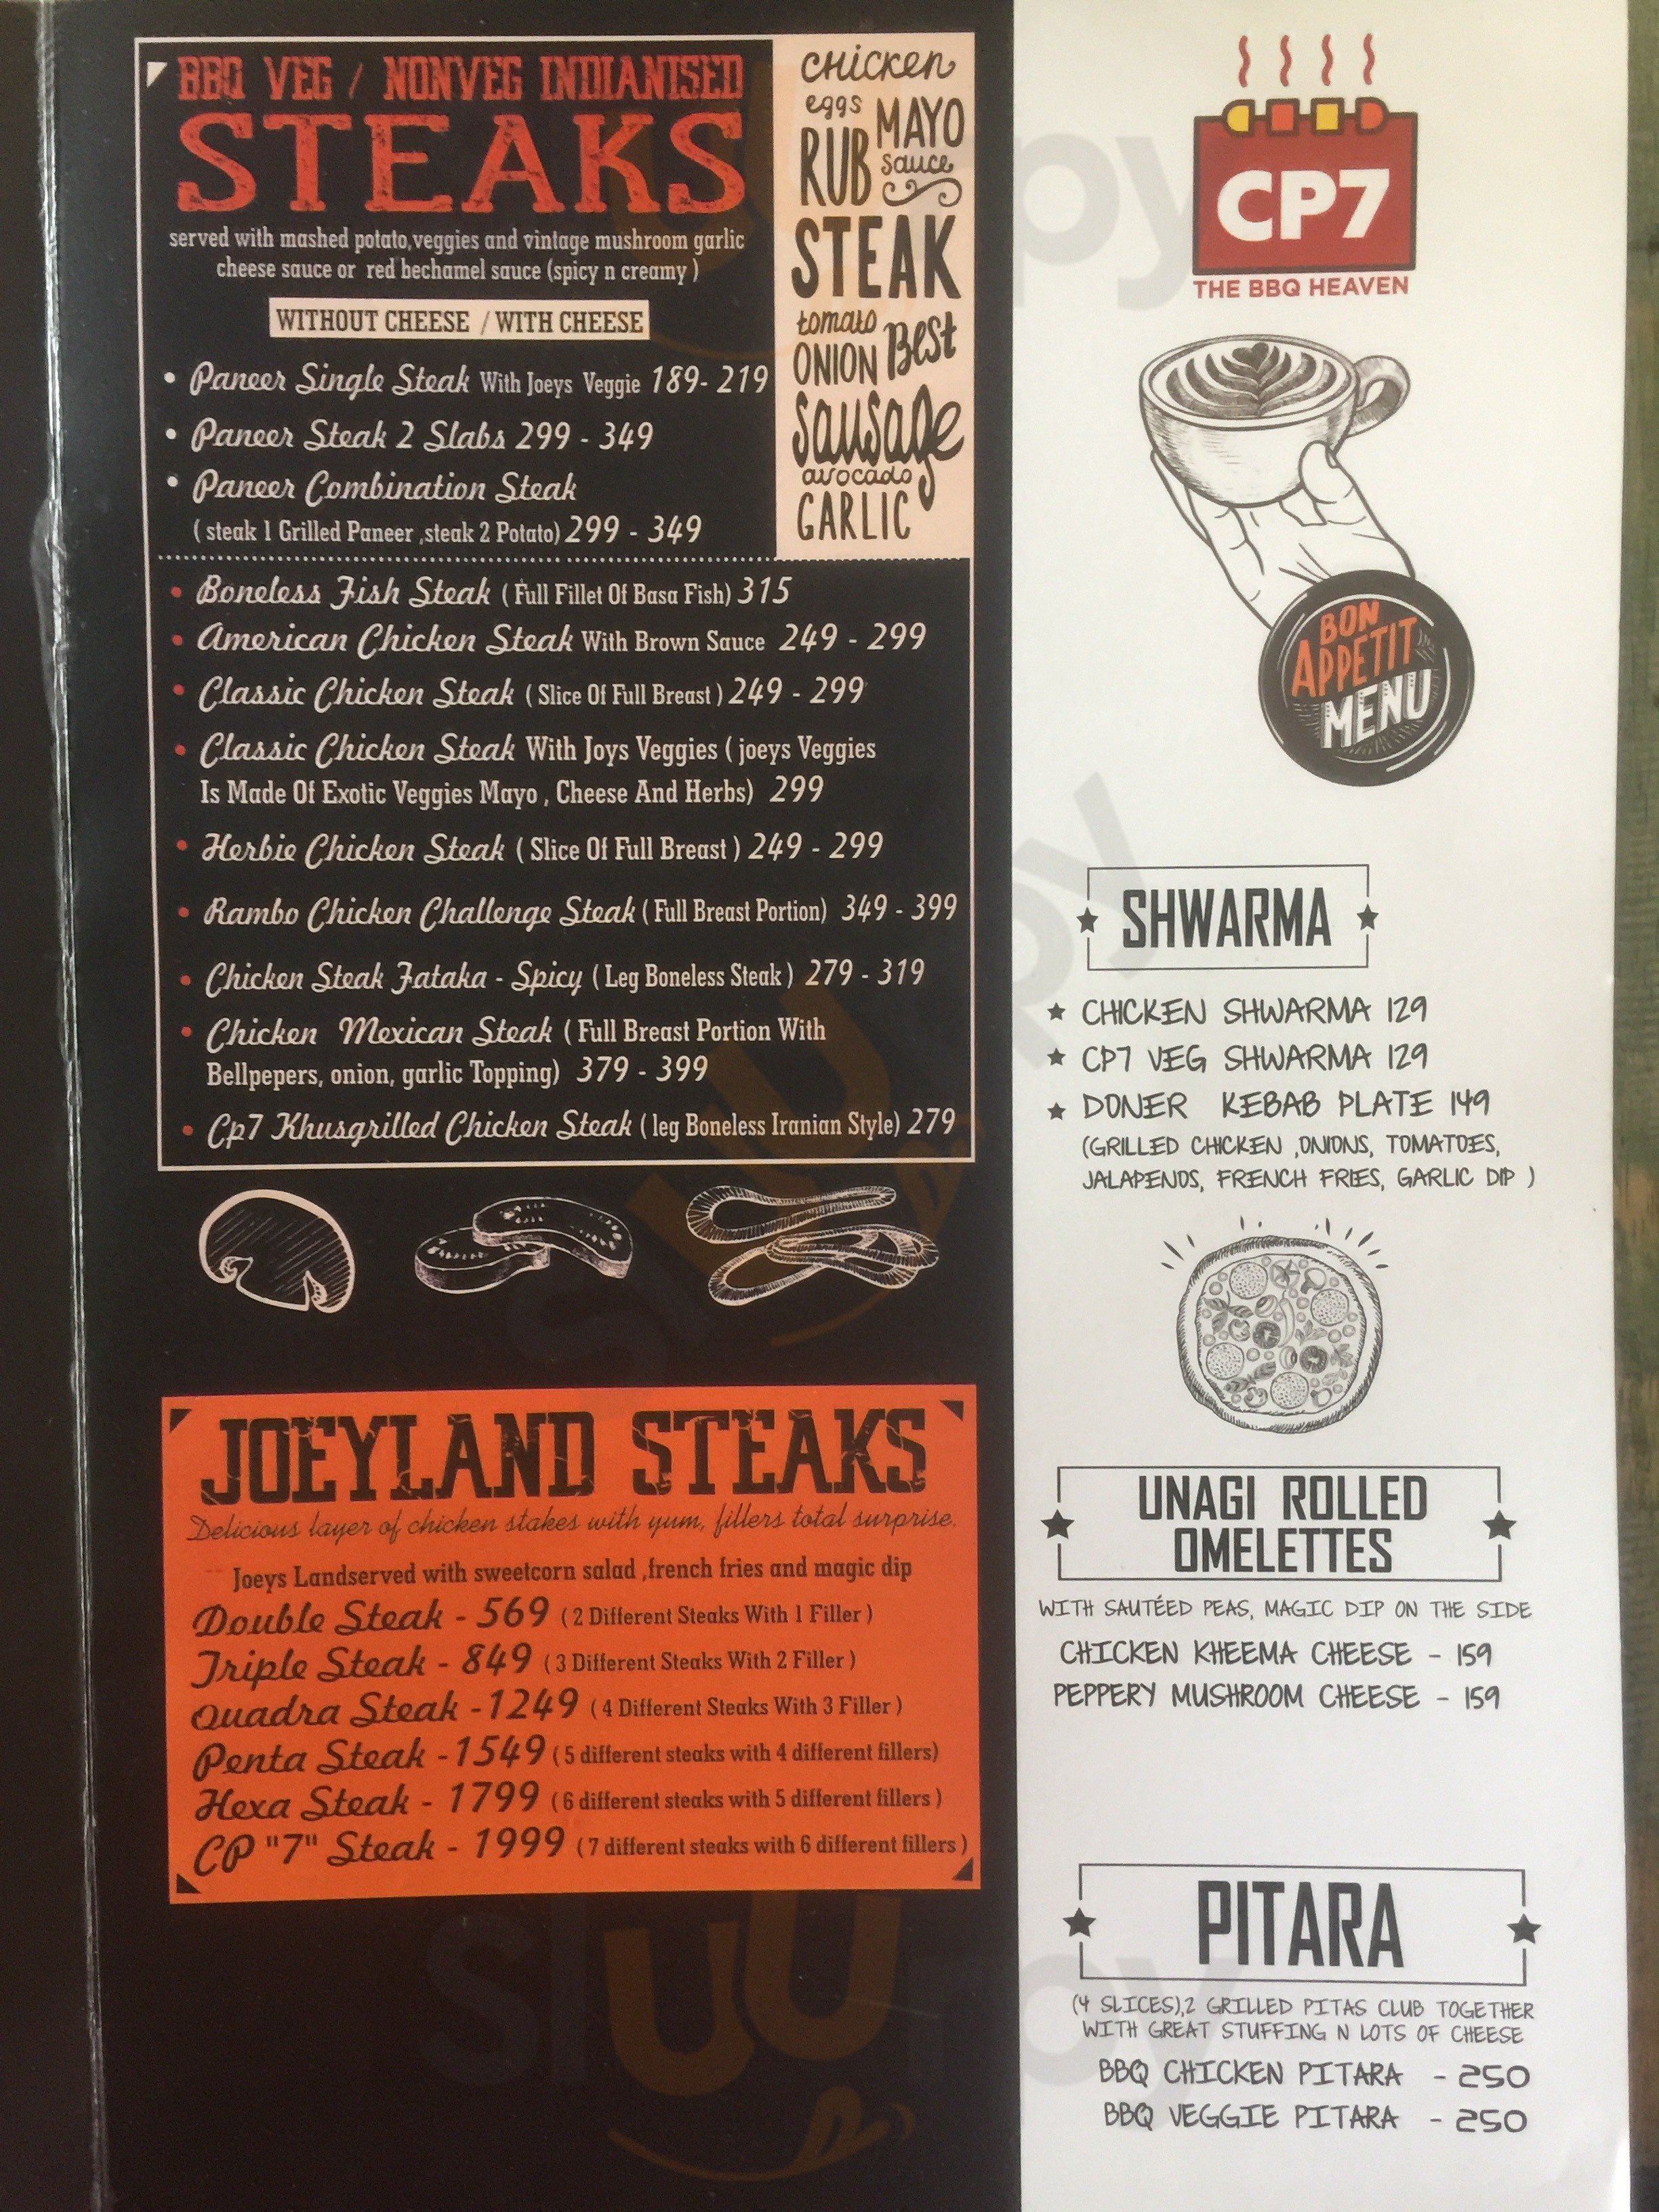 BBQ VEG / NONVEG INDIANISED
STEAKS
served with mashed potato,veggies and vintage mushroom garlic
cheese sauce or red bechamel sauce (spicy n creamy )
WITHOUT CHEESE / WITH CHEESE
• Paneer Single Steak With Joeys Veggie 189- 219
• Paneer Steak 2 Slabs 299 - 349
• Paneer Combination Steak
( steak 1 Grilled Paneer ,steak 2 Potato) 299 - 349
chicken
eggs
MAYO
RUB
sauce
STEAK
tomato
Best
ONION
sausage
avocado
GARLIC
• Boneless Fish Steak ( Full Fillet Of Basa Fish) 315
• American Chicken Steak With Brown Sauce 249 - 299
• Classic Chicken Steak ( Slice Of Full Breast ) 249 - 299
• Classic Chicken Steak With Joys Veggies ( joeys Veggies
Is Made Of Exotic Veggies Mayo , Cheese And Herbs) 299
• Herbie Chicken Steak ( Slice Of Full Breast ) 249 - 299
• Rambo Chicken Challenge Steak ( Full Breast Portion) 349 - 399
• Chicken Steak Fataka - Spicy ( Leg Boneless Steak ) 279 - 319
• Chicken Mexican Steak ( Full Breast Portion With
Bellpepers, onion, garlic Topping) 379 - 399
• Cp7 Khusgrilled Chicken Steak ( leg Boneless Iranian Style) 279
JOEYLAND STEAKS
Delicious layer of chicken stakes with yum, fillers total surprise.
Joeys Landserved with sweetcorn salad ,french fries and magic dip
Double Steak - 569 ( 2 Different Steaks With 1 Filler )
Triple Steak - 849 ( 3 Different Steaks With 2 Filler )
Quadra Steak -1249 ( 4 Different Steaks With 3 Filler )
Penta Steak -1549 ( 5 different steaks with 4 different fillers)
Hexa Steak - 1799 ( 6 different steaks with 5 different fillers )
CP "7" Steak - 1999 ( 7 different steaks with 6 different fillers )
CP7
THE BBQ HEAVEN
BON
APPETIT
MENU
SHWARMA
★ CHICKEN SHWARMA 129
★ CP7 VEG SHWARMA 129
★ DONER KEBAB PLATE 149
(GRILLED CHICKEN ,ONIONS, TOMATOES,
JALAPENOS, FRENCH FRIES, GARLIC DIP )
UNAGI ROLLED
OMELETTES
WITH SAUTÉED PEAS, MAGIC DIP ON THE SIDE
CHICKEN KHEEMA CHEESE - 159
PEPPERY MUSHROOM CHEESE - 159
PITARA
(4 SLICES),2 GRILLED PITAS CLUB TOGETHER
WITH GREAT STUFFING N LOTS OF CHEESE
BBQ CHICKEN PITARA - 250
BBQ VEGGIE PITARA - 250
sluurpy